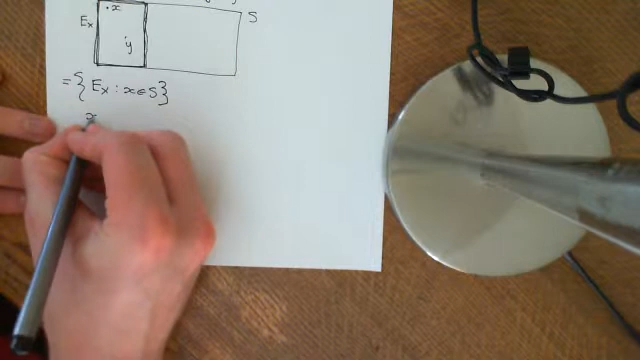 · x S
Eₓ
· y
= { Eₓ : x ∈ S }
x